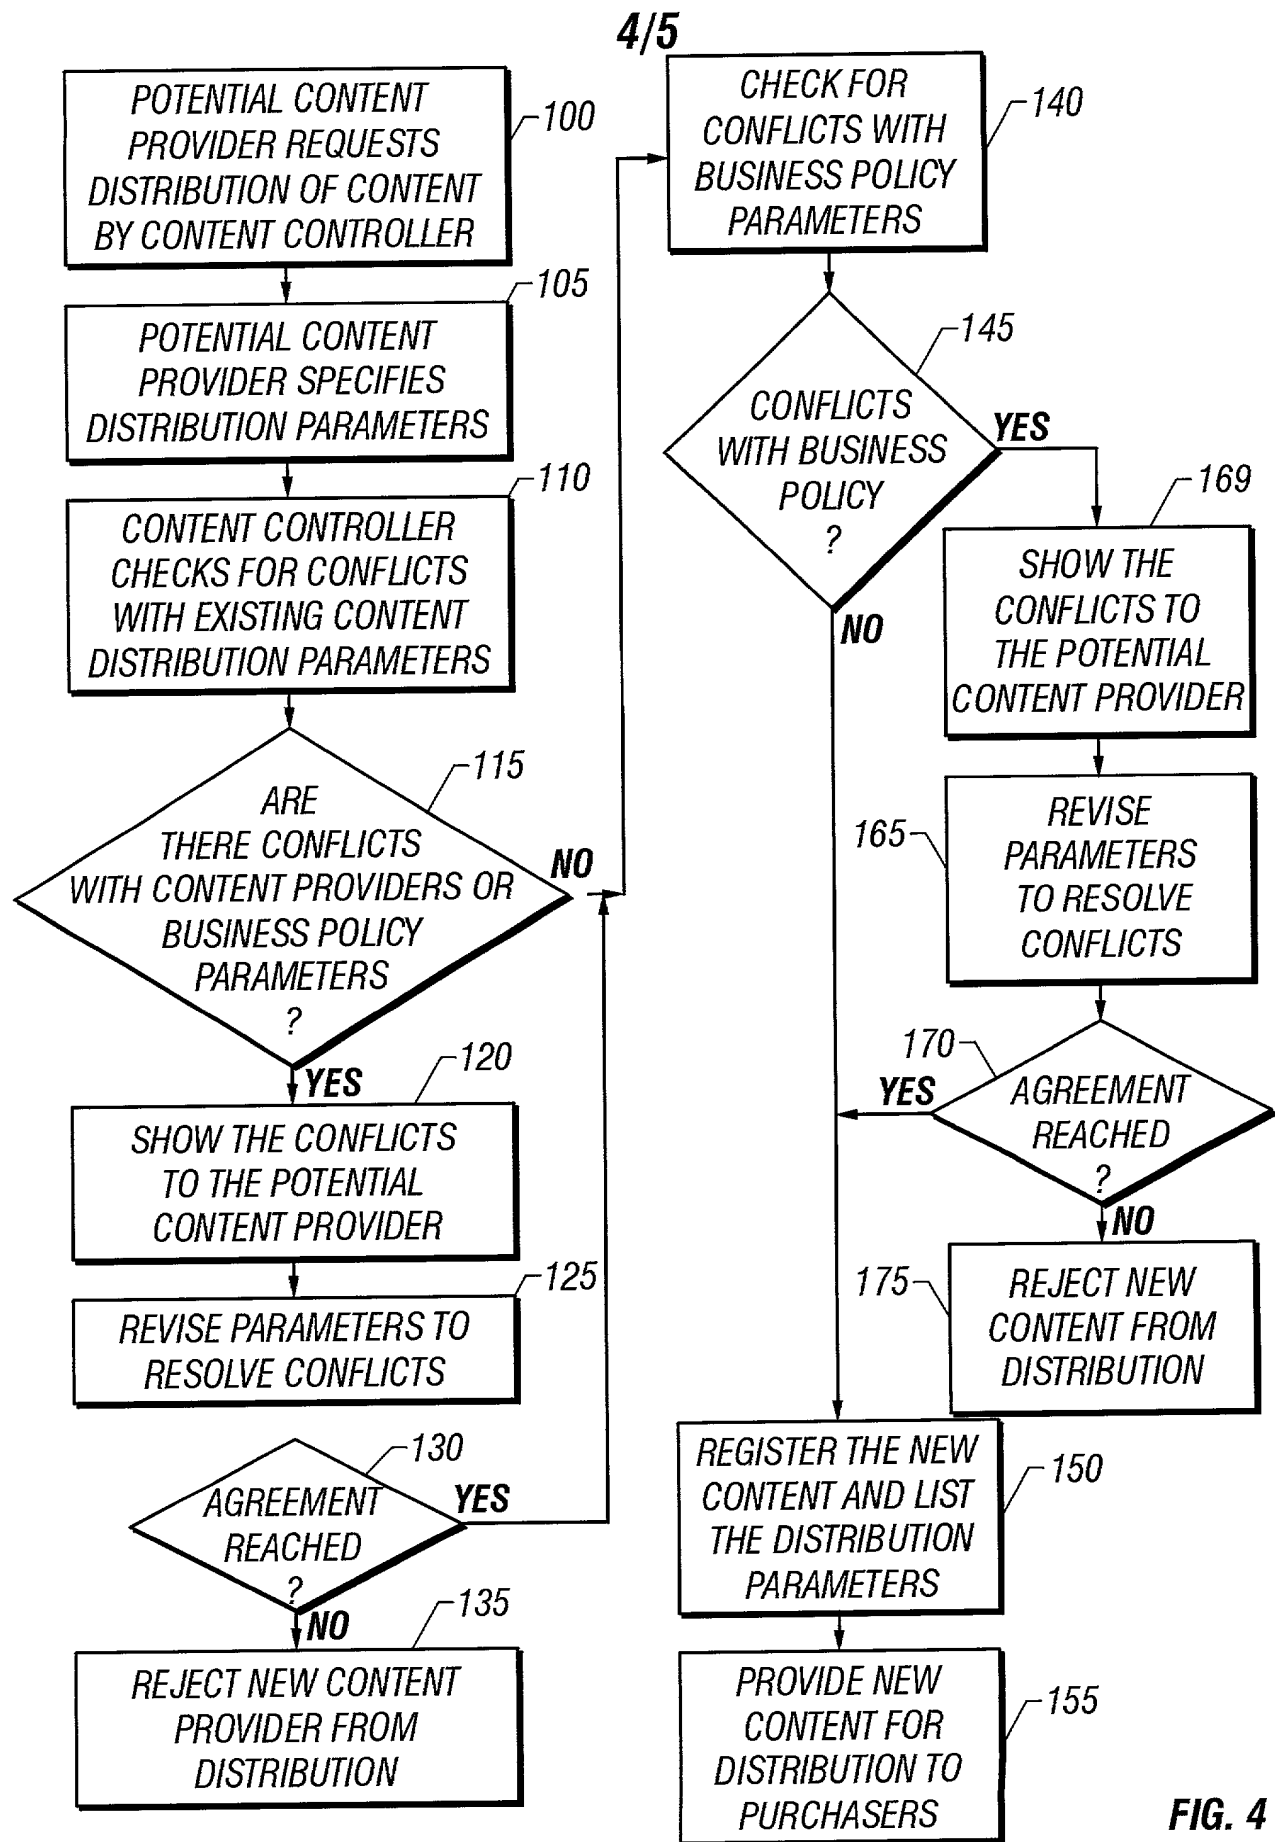 4/5
POTENTIAL CONTENT
PROVIDER REQUESTS
DISTRIBUTION OF CONTENT
BY CONTENT CONTROLLER
100
POTENTIAL CONTENT
PROVIDER SPECIFIES
DISTRIBUTION PARAMETERS
105
CONTENT CONTROLLER
CHECKS FOR CONFLICTS
WITH EXISTING CONTENT
DISTRIBUTION PARAMETERS
110
ARE
THERE CONFLICTS
WITH CONTENT PROVIDERS OR
BUSINESS POLICY
PARAMETERS
?
115
NO
YES
SHOW THE CONFLICTS
TO THE POTENTIAL
CONTENT PROVIDER
120
REVISE PARAMETERS TO
RESOLVE CONFLICTS
125
AGREEMENT
REACHED
?
130
YES
NO
REJECT NEW CONTENT
PROVIDER FROM
DISTRIBUTION
135
CHECK FOR
CONFLICTS WITH
BUSINESS POLICY
PARAMETERS
140
CONFLICTS
WITH BUSINESS
POLICY
?
145
YES
NO
SHOW THE
CONFLICTS TO
THE POTENTIAL
CONTENT PROVIDER
169
REVISE
PARAMETERS
TO RESOLVE
CONFLICTS
165
AGREEMENT
REACHED
?
170
YES
NO
REJECT NEW
CONTENT FROM
DISTRIBUTION
175
REGISTER THE NEW
CONTENT AND LIST
THE DISTRIBUTION
PARAMETERS
150
PROVIDE NEW
CONTENT FOR
DISTRIBUTION TO
PURCHASERS
155
FIG. 4